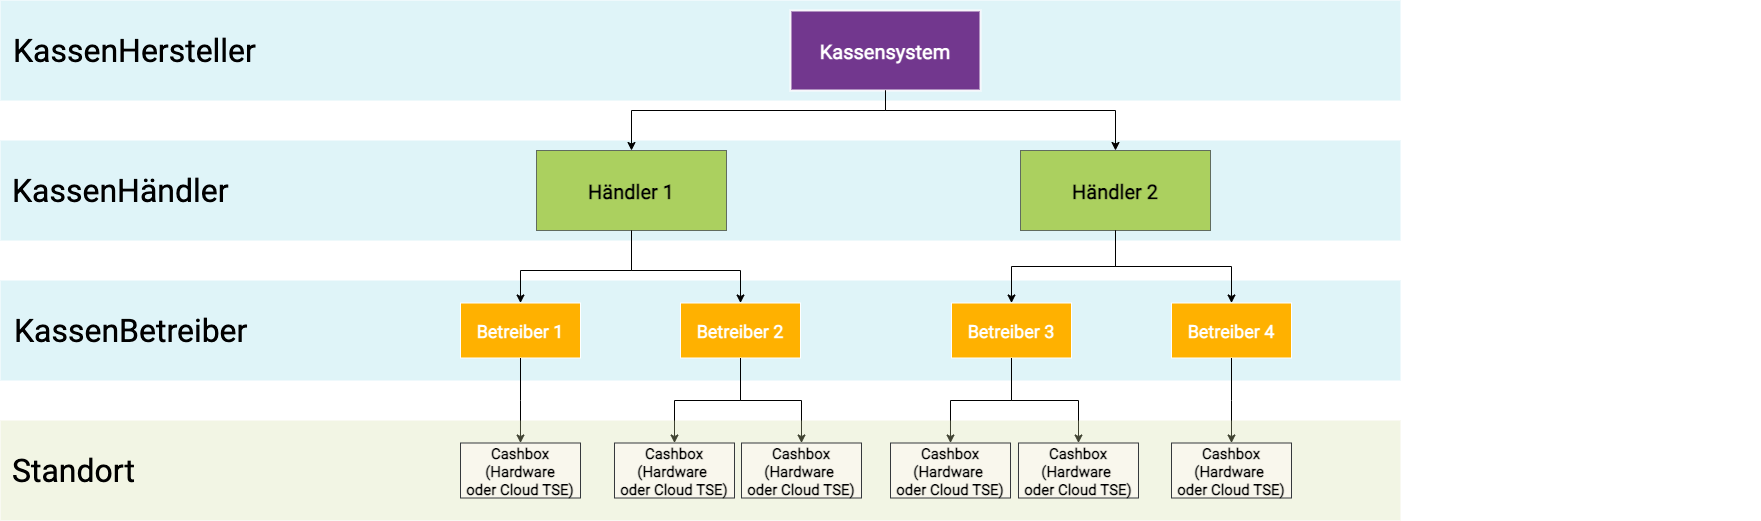 KassenHersteller
Kassensystem
KassenHändler
Händler 1
Händler 2
KassenBetreiber
Betreiber 1
Betreiber 2
Betreiber 3
Betreiber 4
Standort
Cashbox
(Hardware
oder Cloud TSE)
Cashbox
(Hardware
oder Cloud TSE)
Cashbox
(Hardware
oder Cloud TSE)
Cashbox
(Hardware
oder Cloud TSE)
Cashbox
(Hardware
oder Cloud TSE)
Cashbox
(Hardware
oder Cloud TSE)